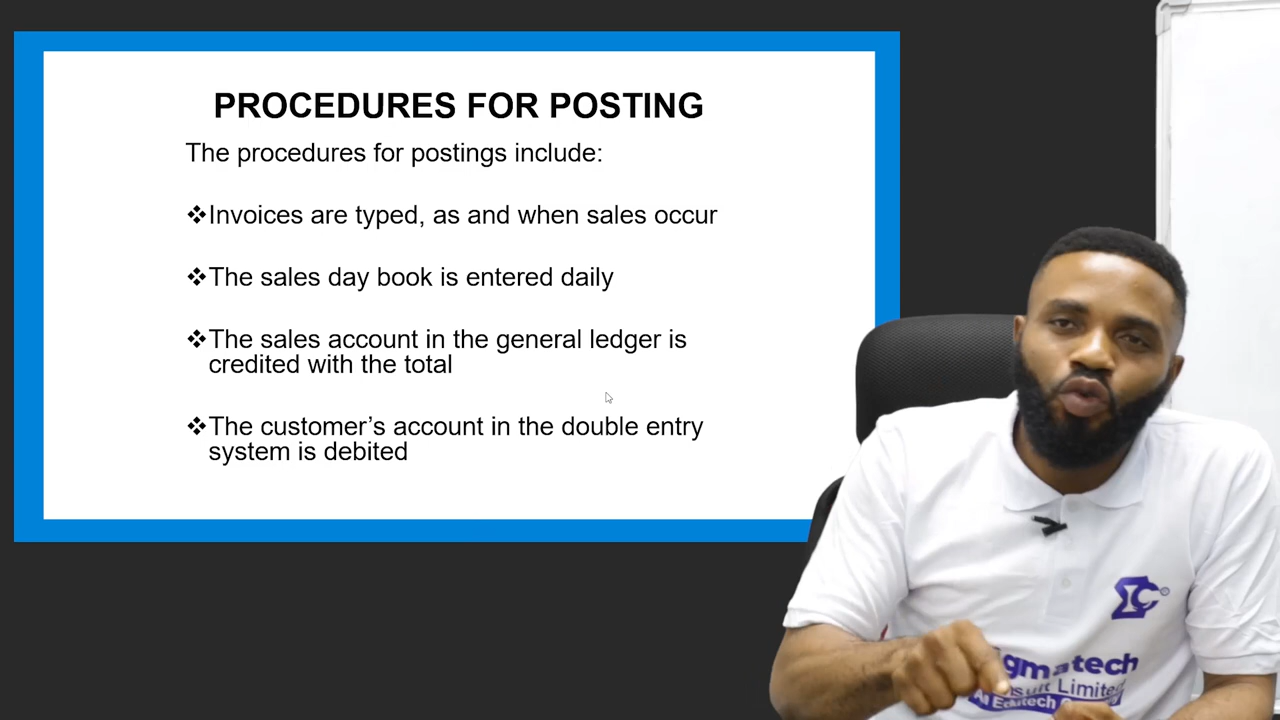 PROCEDURES FOR POSTING
The procedures for postings include:
❖Invoices are typed, as and when sales occur
❖The sales day book is entered daily
❖The sales account in the general ledger is
credited with the total
❖The customer’s account in the double entry
system is debited
Limited
Edutech